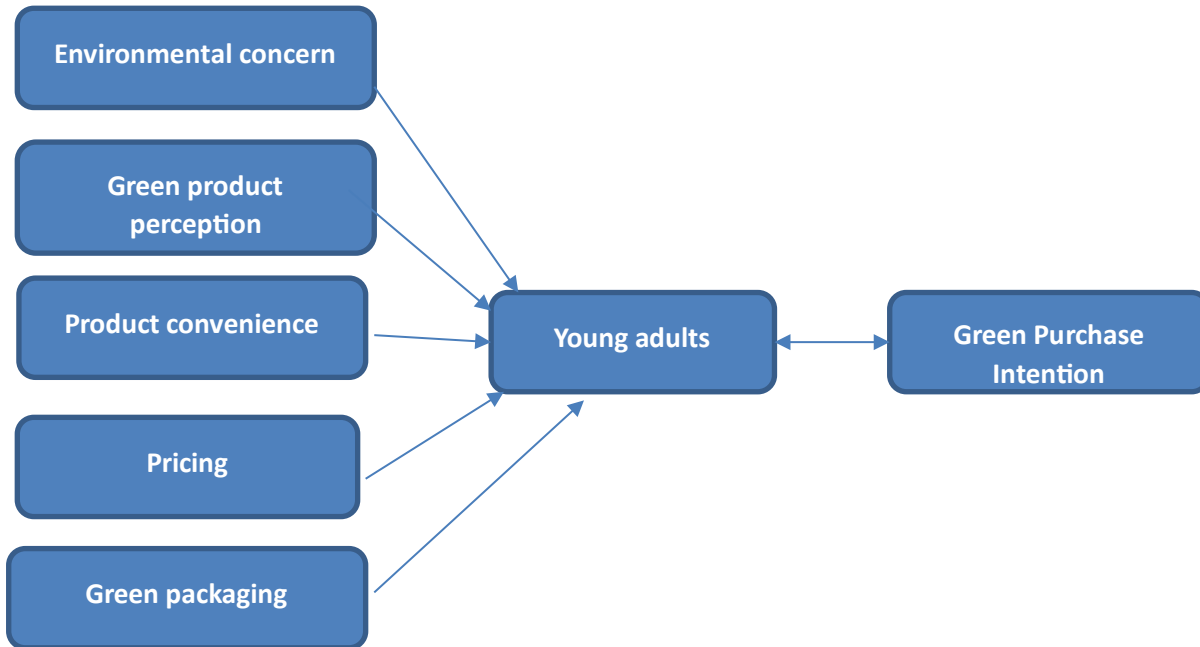 Environmental concern
Green product
perception
Product convenience
Pricing
Green packaging
Young adults
Green Purchase
Intention